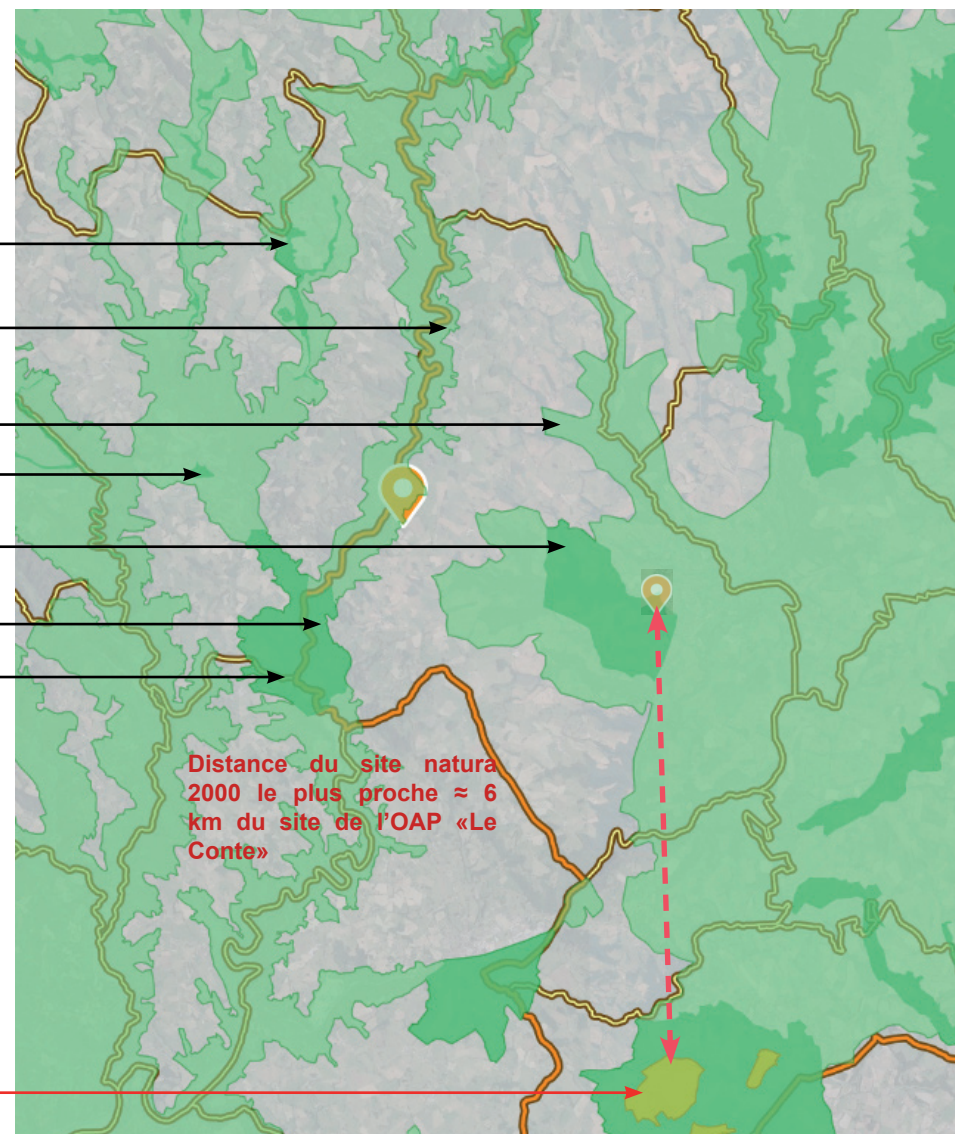 Distance du site natura
2000 le plus proche ≈ 6
km du site de l’OAP «Le
Conte»